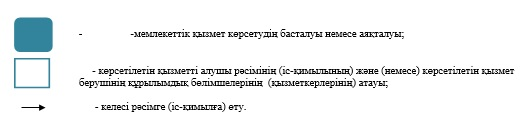 - -мемлекеттік қызмет көрсетудің басталуы немесе аяқталуы;
- көрсетілетін қызметті алушы рәсімінің (іс-қимылының) және (немесе) көрсетілетін қызмет
берушінің құрылымдық бөлімшелерінің (қызметкерлерінің) атауы;
- келесі рәсімге (іс-қимылға) өту.